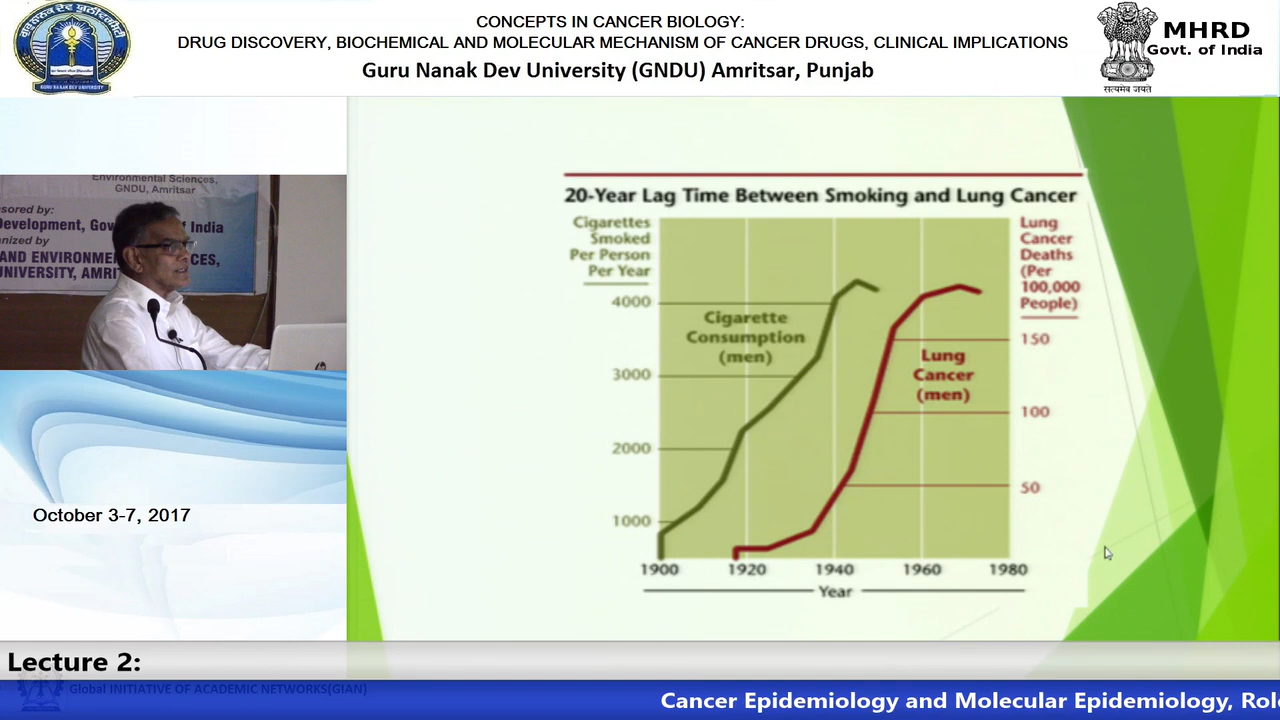 CONCEPTS IN CANCER BIOLOGY:
DRUG DISCOVERY, BIOCHEMICAL AND MOLECULAR MECHANISM OF CANCER DRUGS, CLINICAL IMPLICATIONS
Guru Nanak Dev University (GNDU) Amritsar, Punjab
GURU NANAK DEV UNIVERSITY
सत्यमेव जयते
MHRD
Govt. of India
Environmental Sciences,
GNDU, Amritsar
sored by:
Development, Gov of India
nized by
AND ENVIRONME CES,
UNIVERSITY, AMRI
October 3-7, 2017
20-Year Lag Time Between Smoking and Lung Cancer
Cigarettes
Smoked
Per Person
Per Year
4000
3000
2000
1000
Cigarette
Consumption
(men)
Lung
Cancer
(men)
Lung
Cancer
Deaths
(Per
100,000
People)
150
100
50
1900 1920 1940 1960 1980
Year
Lecture 2:
Global INITIATIVE OF ACADEMIC NETWORKS(GIAN)
Cancer Epidemiology and Molecular Epidemiology, Rol